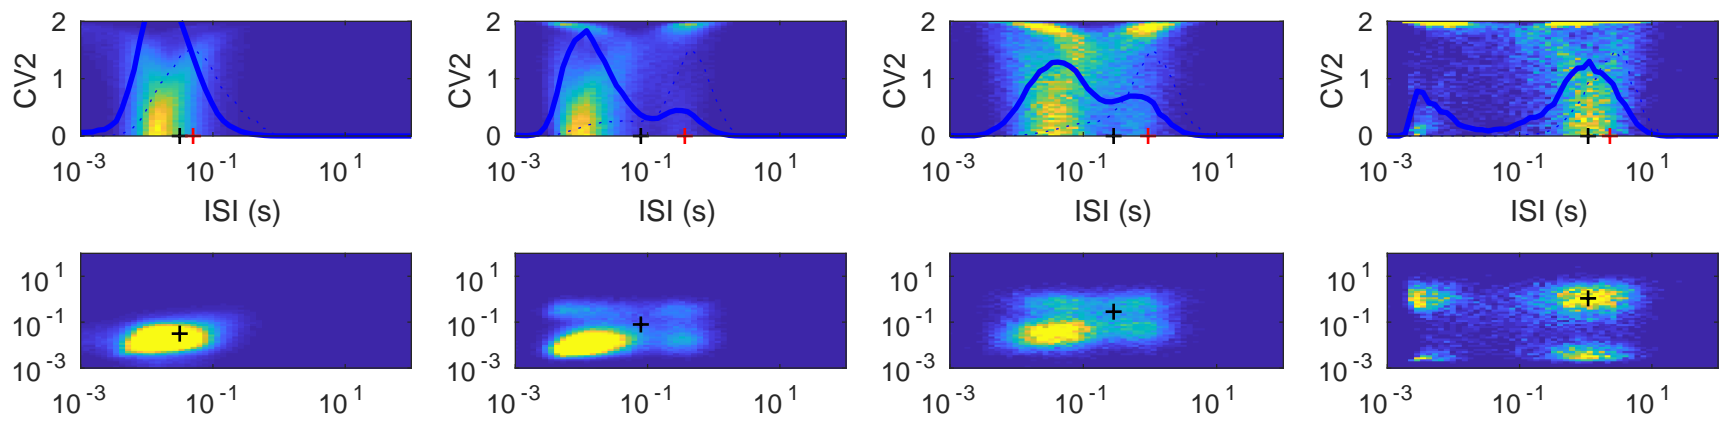 2 2 2 2
CV2 1 CV2 1 CV2 1 CV2 1
0 0 0 0
10^-3 10^-1 10^1 10^-3 10^-1 10^1 10^-3 10^-1 10^1 10^-3 10^-1 10^1
ISI (s) ISI (s) ISI (s) ISI (s)
10^1 10^1 10^1 10^1
10^-1 10^-1 10^-1 10^-1
10^-3 10^-3 10^-3 10^-3
10^-3 10^-1 10^1 10^-3 10^-1 10^1 10^-3 10^-1 10^1 10^-3 10^-1 10^1